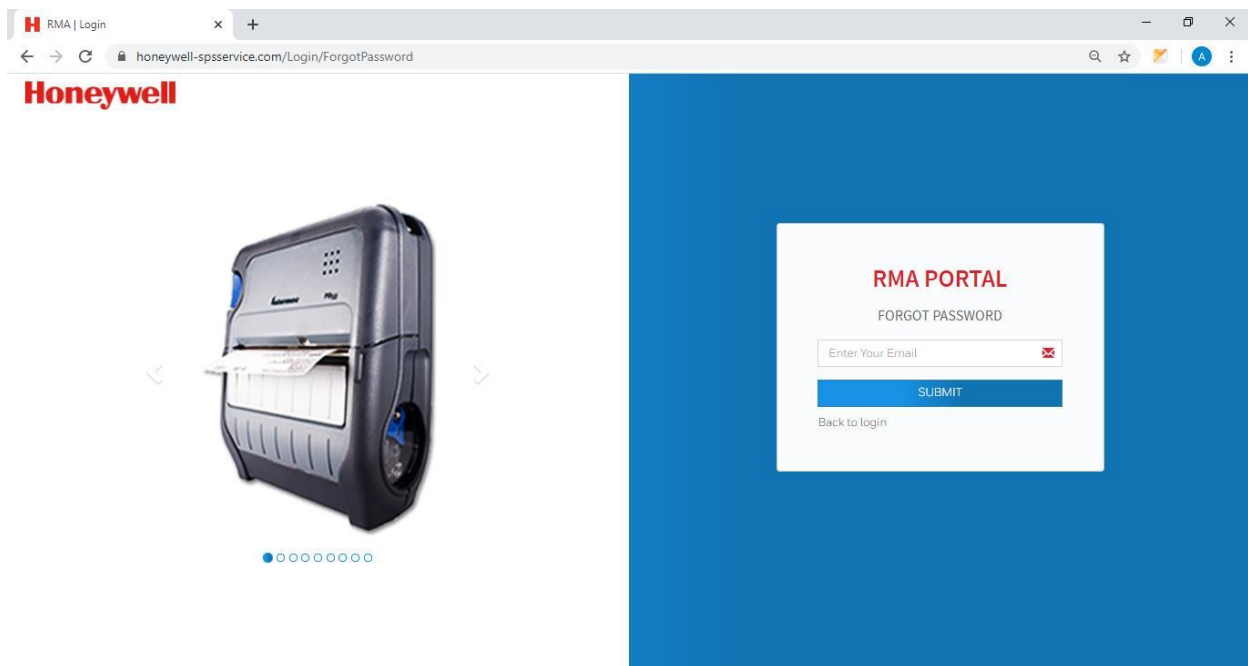 RMA | Login
honeywell-spsservice.com/Login/ForgotPassword
A
Honeywell
Intermec
RMA PORTAL
FORGOT PASSWORD
Enter Your Email
SUBMIT
Back to login